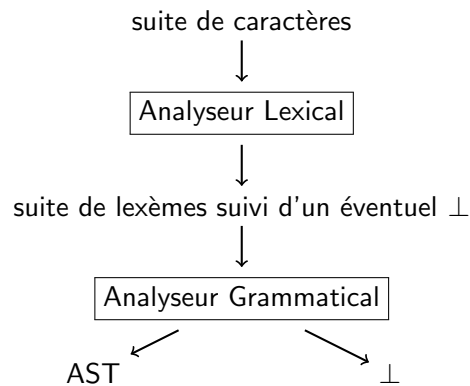 suite de caractères
Analyseur Lexical
suite de lexèmes suivi d'un éventuel ⊥
Analyseur Grammatical
AST ⊥